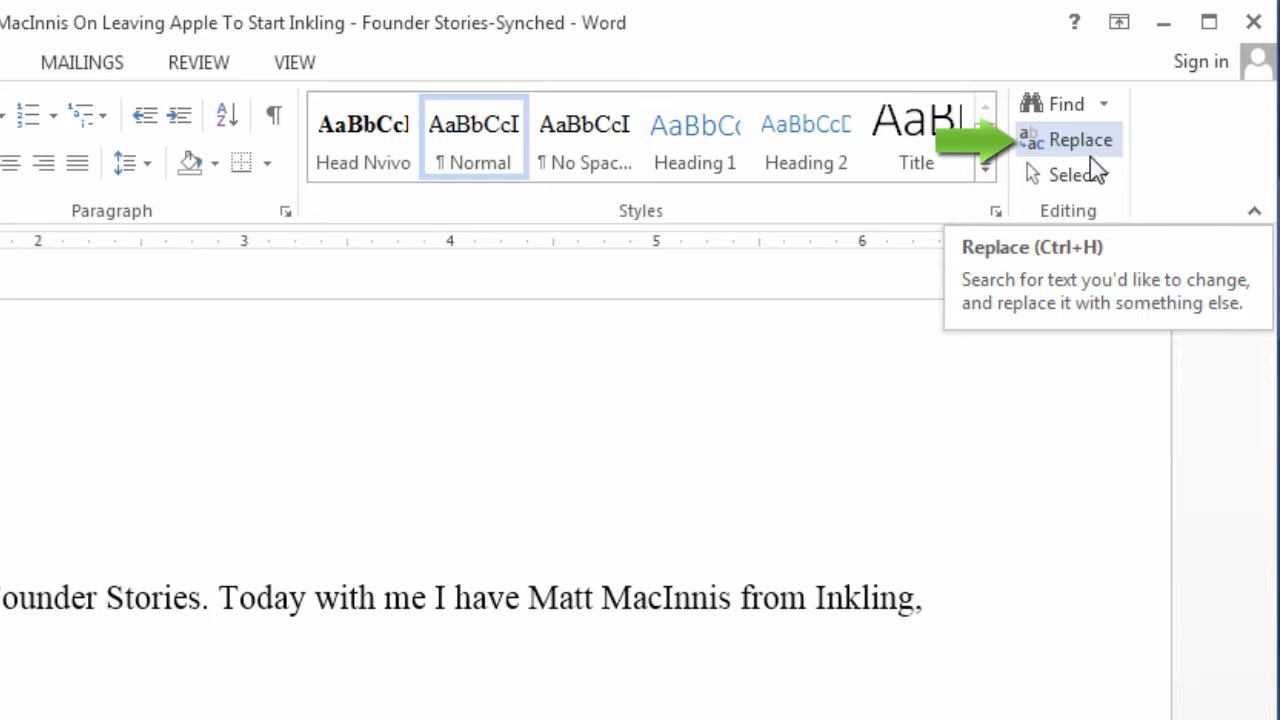 MacInnis On Leaving Apple To Start Inkling - Founder Stories-Synched - Word
?
MAILINGS REVIEW VIEW
Sign in
AaBbCcI AaBbCcI AaBbCcI AaBbC AaBbCcD AaB
Find
Replace
Head Nvivo ¶ Normal ¶ No Spac... Heading 1 Heading 2 Title
Select
Paragraph Styles Editing
2 3 4 5 6
Replace (Ctrl+H)
Search for text you'd like to change,
and replace it with something else.
ounder Stories. Today with me I have Matt MacInnis from Inkling,